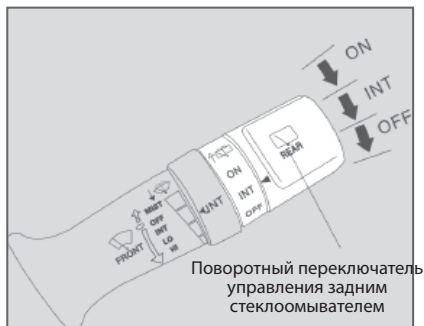 ON
INT
OFF
REAR
ON
INT
OFF
INT
MIST
OFF
INT
LO
HI
FRONT
Поворотный переключатель
управления задним
стеклоомывателем